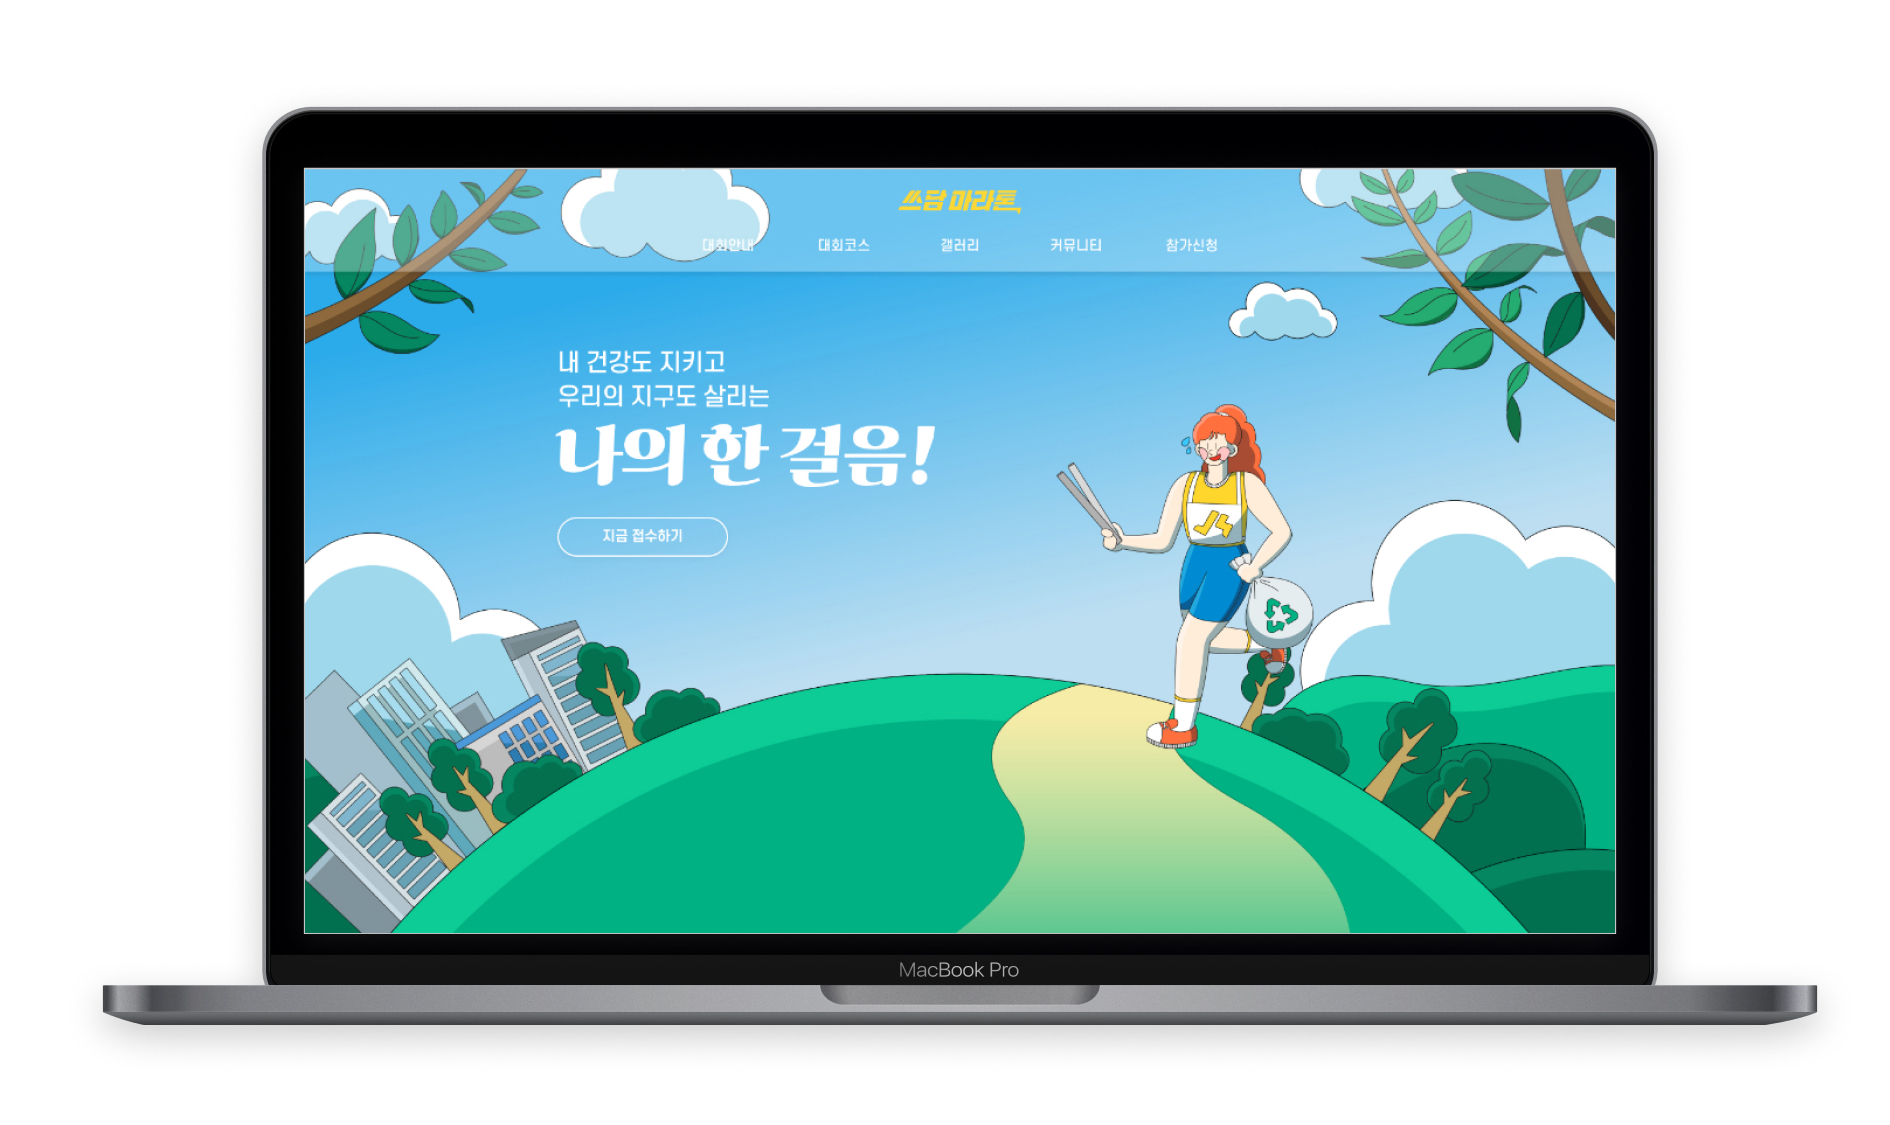 쓰담 마라톤
대회안내 대회코스 갤러리 커뮤니티 참가신청
내 건강도 지키고
우리의 지구도 살리는
나의 한 걸음!
지금 접수하기
MacBook Pro